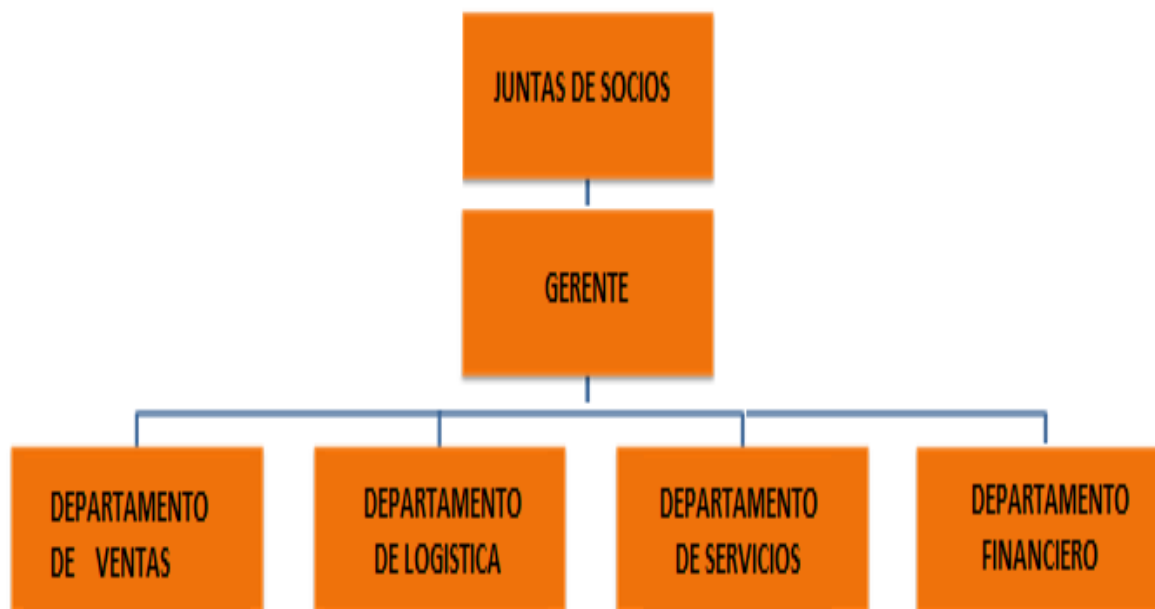 JUNTAS DE SOCIOS
GERENTE
DEPARTAMENTO
DE VENTAS
DEPARTAMENTO
DE LOGISTICA
DEPARTAMENTO
DE SERVICIOS
DEPARTAMENTO
FINANCIERO